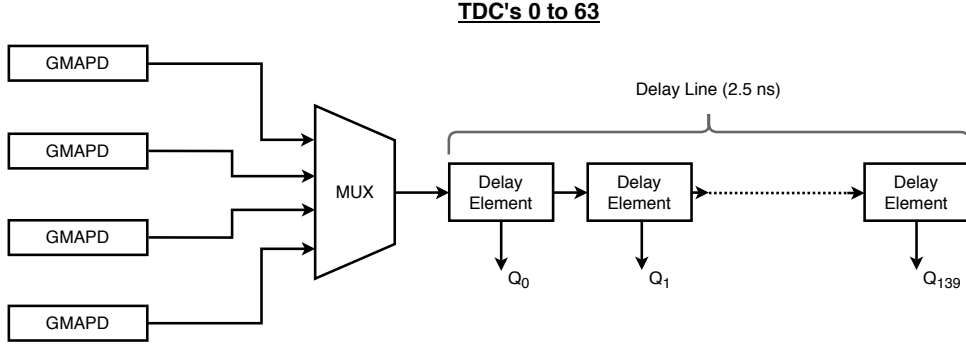 TDC's 0 to 63
GMAPD
GMAPD
GMAPD
GMAPD
MUX
Delay Line (2.5 ns)
Delay
Element
Delay
Element
Delay
Element
Q0
Q1
Q139